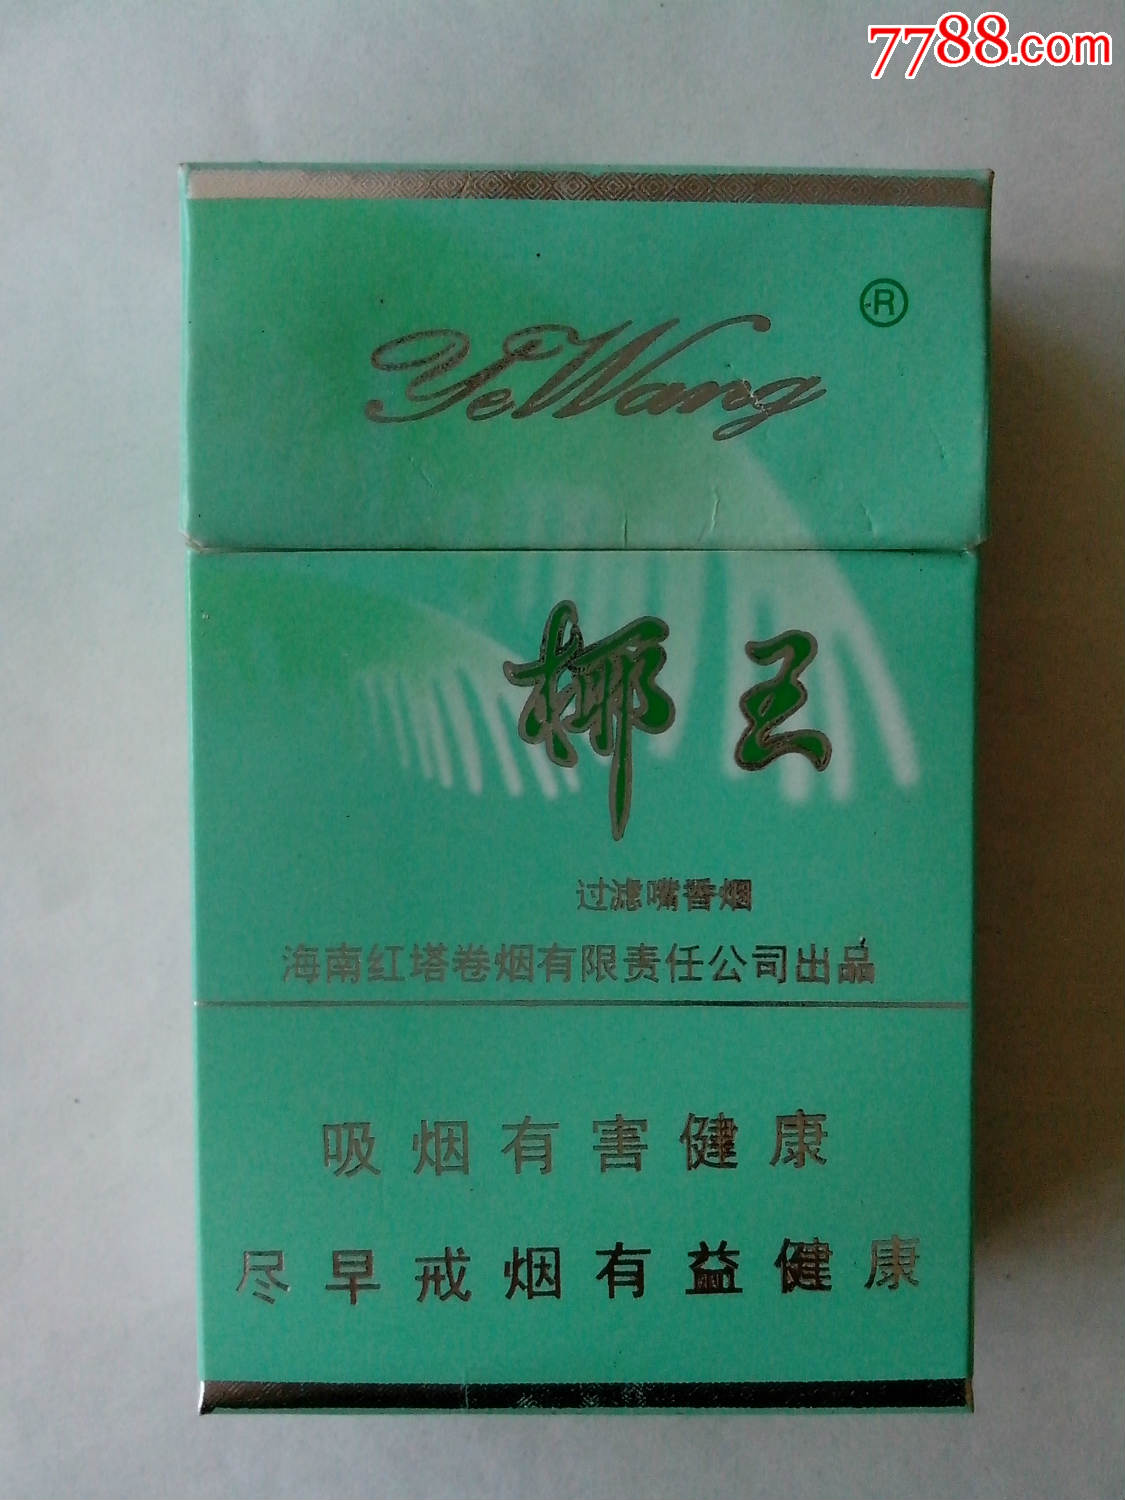 7788.com
®
YeWang
椰王
过滤嘴香烟
海南红塔卷烟有限责任公司出品
吸烟有害健康
尽早戒烟有益健康